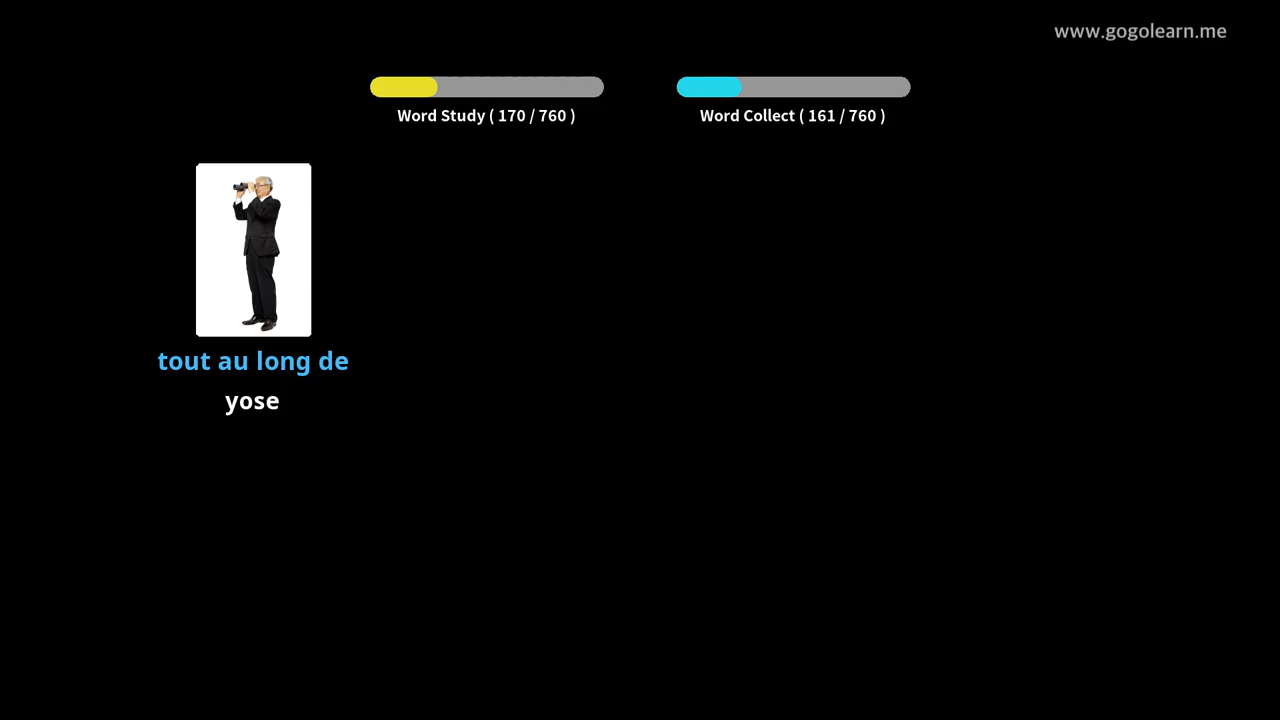 www.gogolearn.me
Word Study ( 170 / 760 )
Word Collect ( 161 / 760 )
tout au long de
yose